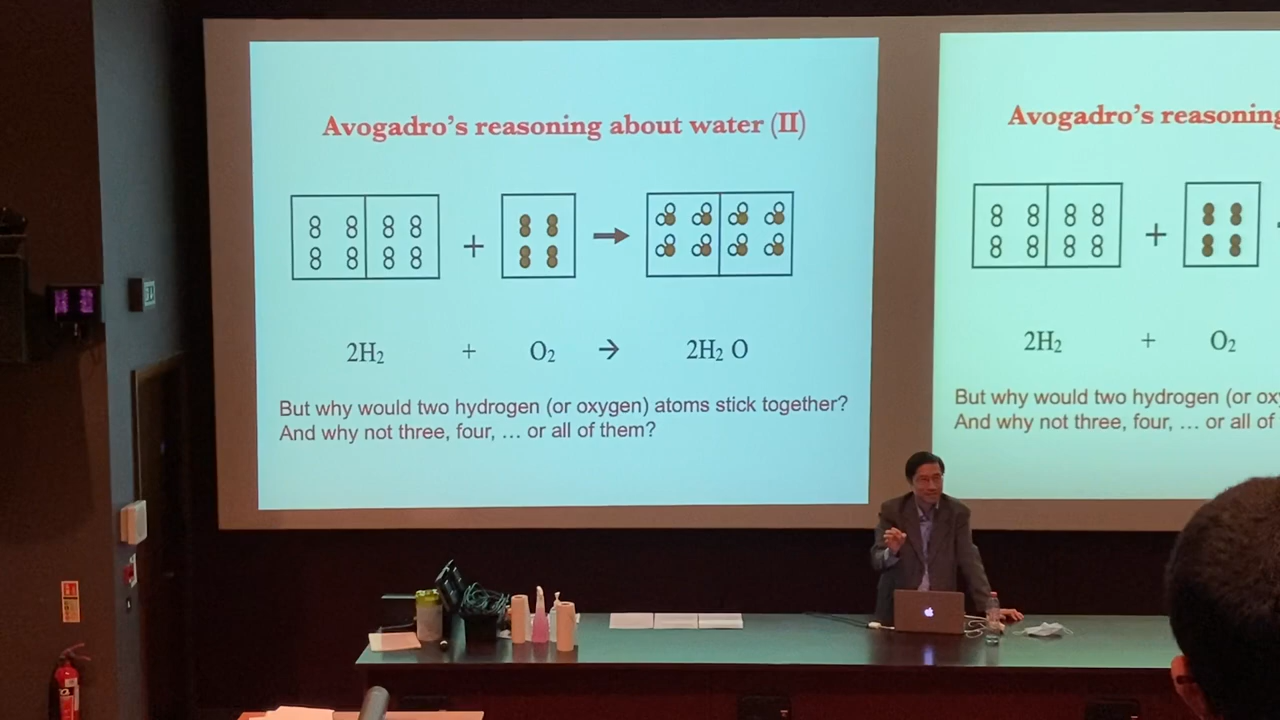 Avogadro's reasoning about water (II)
+
2H₂ + O₂ → 2H₂ O
But why would two hydrogen (or oxygen) atoms stick together?
And why not three, four, … or all of them?
Avogadro's reasoning
+
2H₂ + O₂
But why would two hydrogen (or ox
And why not three, four, … or all of